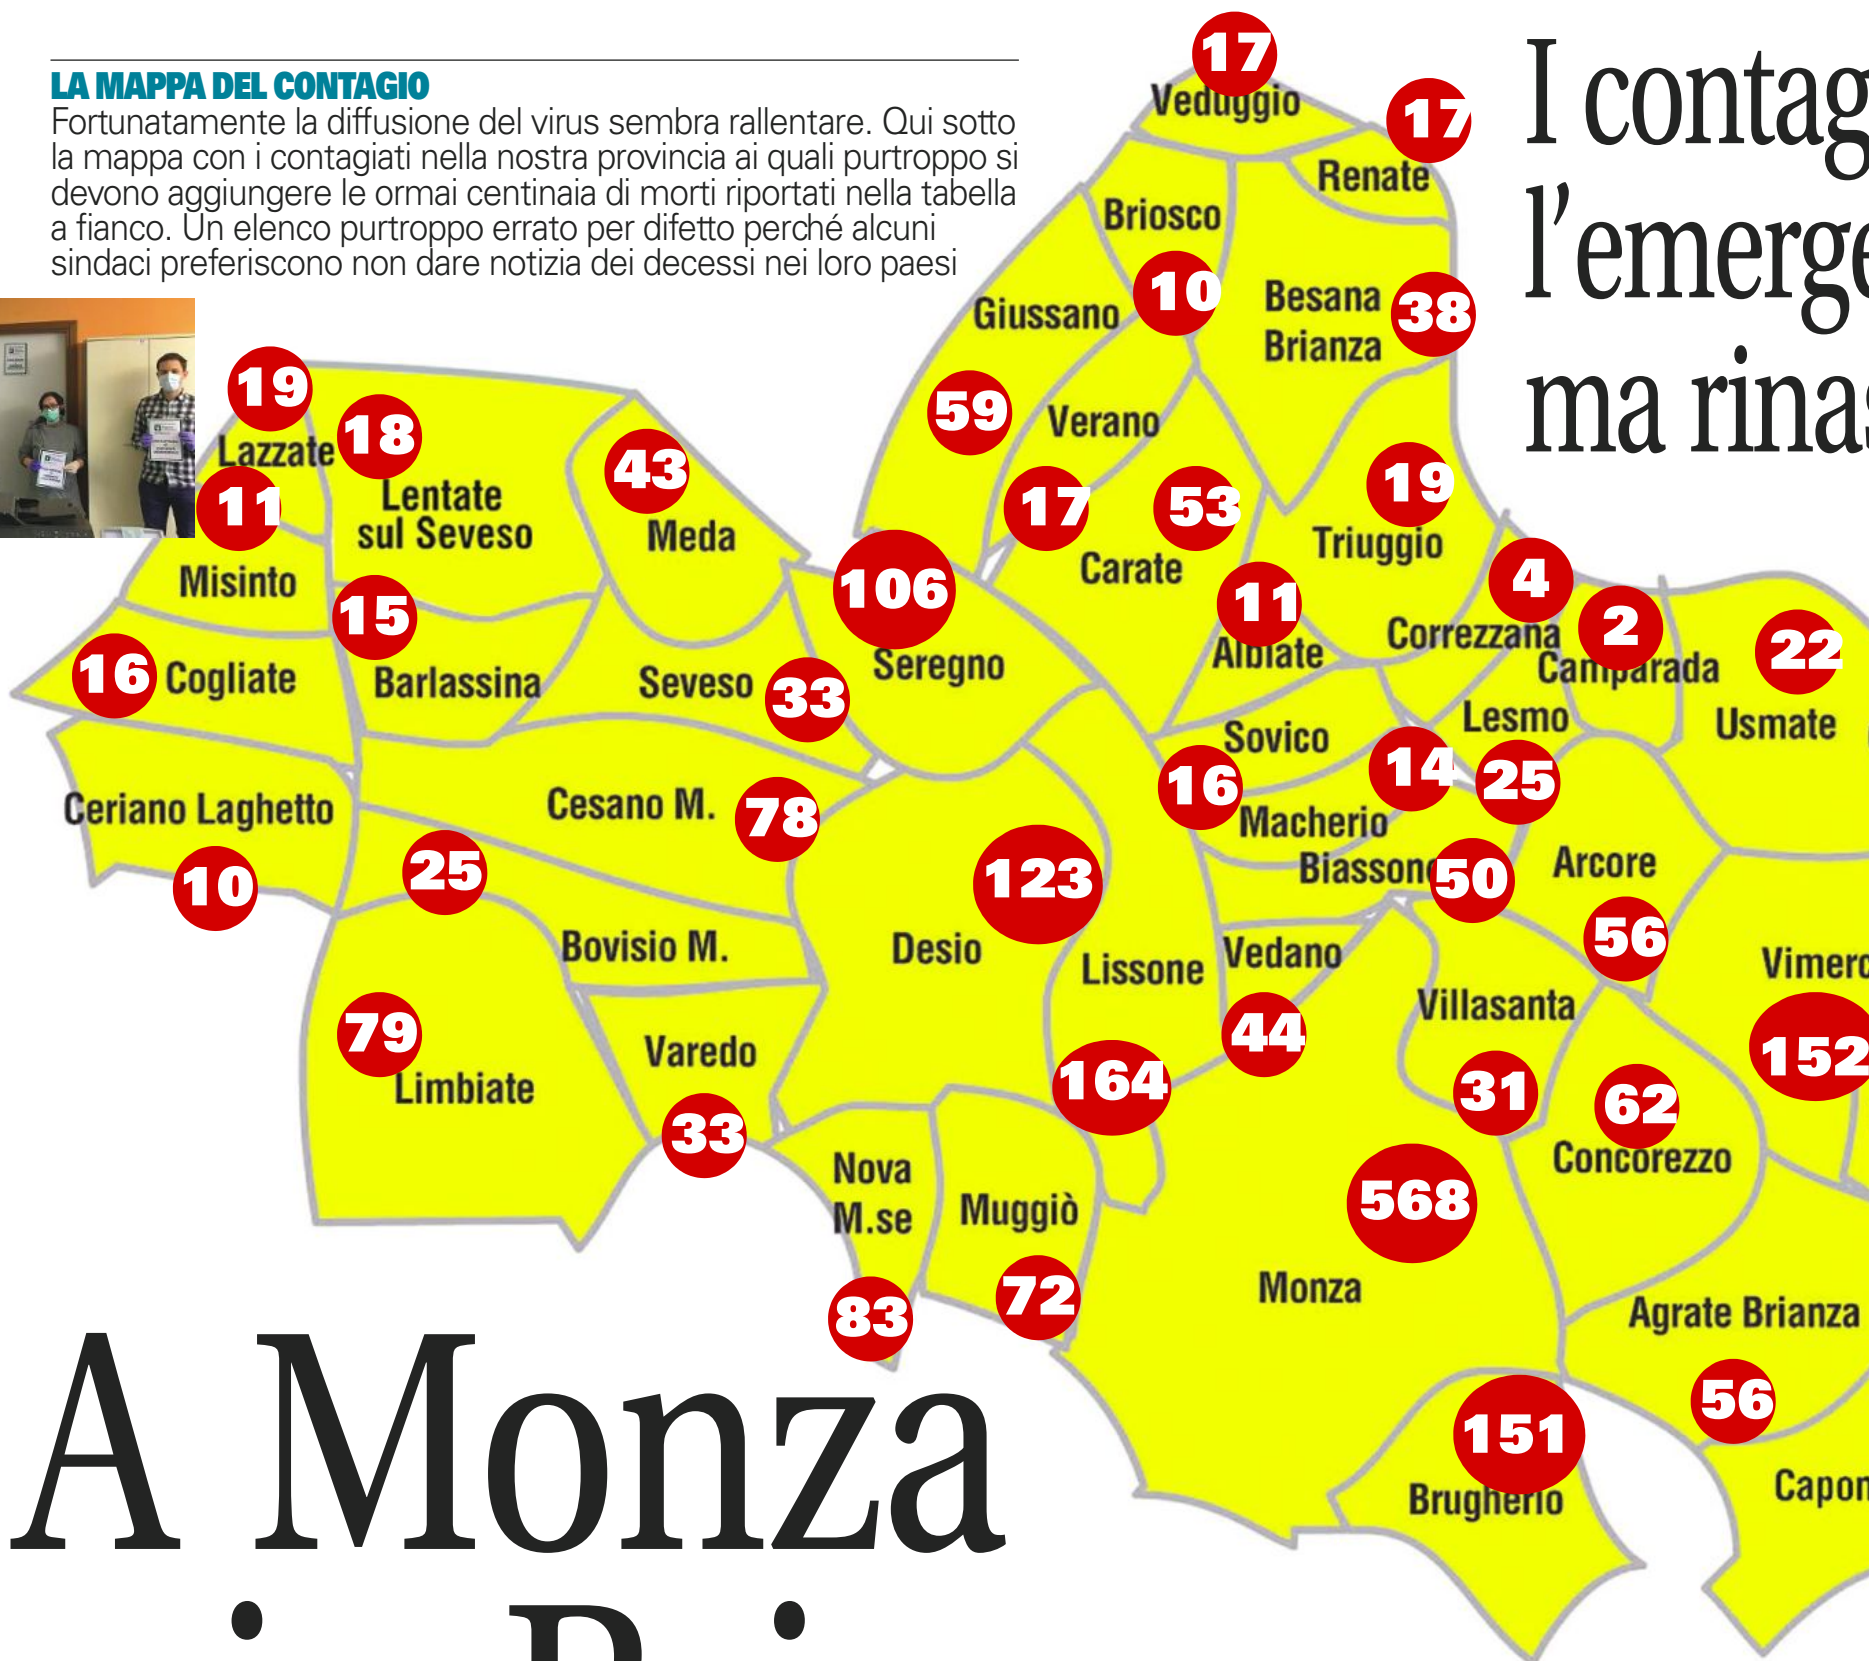 LA MAPPA DEL CONTAGIO
Fortunatamente la diffusione del virus sembra rallentare. Qui sotto
la mappa con i contagiati nella nostra provincia ai quali purtroppo si
devono aggiungere le ormai centinaia di morti riportati nella tabella
a fianco. Un elenco purtroppo errato per difetto perché alcuni
sindaci preferiscono non dare notizia dei decessi nei loro paesi
I contag
l'emerge
ma rinas
17
Veduggio
17
Renate
Briosco
10
Besana
Brianza
38
Giussano
59
Verano
17
53
Carate
19
Triuggio
19
Lazzate
18
Lentate
sul Seveso
11
Misinto
43
Meda
106
Seregno
15
Barlassina
16
Cogliate
Seveso
33
11
Albiate
4
Correzzana
2
Camparada
22
Usmate
Lesmo
25
Sovico
14
16
Macherio
Biassono
50
Arcore
56
Ceriano Laghetto
10
Cesano M.
78
25
Bovisio M.
123
Desio
Lissone
164
Vedano
44
Villasanta
31
Vimerc
152
79
Limbiate
Varedo
33
62
Concorezzo
Nova
M.se
83
Muggiò
72
568
Monza
Agrate Brianza
56
151
Brugherio
Capon
A Monza